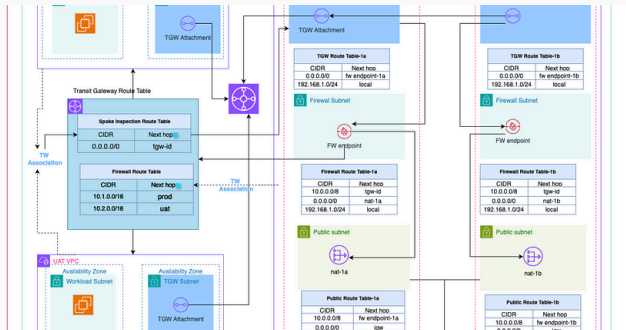 TGW Attachment
TGW Attachment
TGW Route Table-1a
CIDR Next hop
0.0.0.0/0 fw endpoint-1a
192.168.1.0/24 local
TGW Route Table-1b
CIDR Next hop
0.0.0.0/0 fw endpoint-1b
192.168.1.0/24 local
Transit Gateway Route Table
Spoke Inspection Route Table
CIDR Next hop
0.0.0.0/0 tgw-id
Firewall Route Table
CIDR Next hop
10.1.0.0/16 prod
10.2.0.0/16 uat
TW
Association
TW
Association
Firewal Subnet
FW endpoint
Firewall Subnet
FW endpoint
Firewall Route Table-1a
CIDR Next hop
10.0.0.0/8 tgw-id
0.0.0.0/0 nat-1a
192.168.1.0/24 local
Firewall Route Table-1b
CIDR Next hop
10.0.0.0/8 tgw-id
0.0.0.0/0 nat-1b
192.168.1.0/24 local
Public subnet
nat-1a
Public subnet
nat-1b
UAT VPC
Availability Zone
Workload Subnet
Availability Zone
TGW Subnet
TGW Attachment
Public Route Table-1a
CIDR Next hop
10.0.0.0/8 fw endpoint-1a
0.0.0.0/0 igw
Public Route Table-1b
CIDR Next hop
10.0.0.0/8 fw endpoint-1b